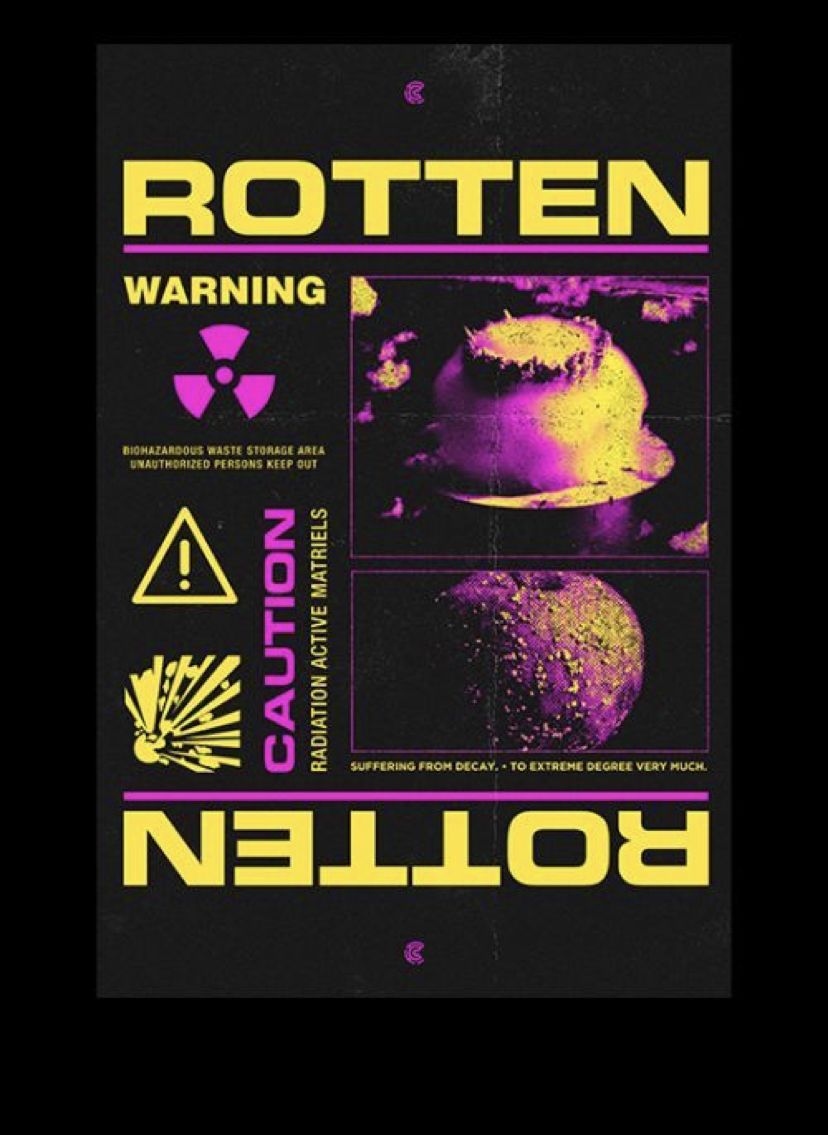 ROTTEN
WARNING
BIOHAZARDOUS WASTE STORAGE AREA
UNAUTHORIZED PERSONS KEEP OUT
CAUTION
RADIATION ACTIVE MATRIELS
SUFFERING FROM DECAY. • TO EXTREME DEGREE VERY MUCH.
ROTTEN